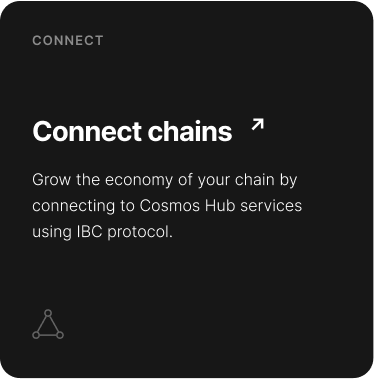 CONNECT
Connect chains ↗
Grow the economy of your chain by
connecting to Cosmos Hub services
using IBC protocol.